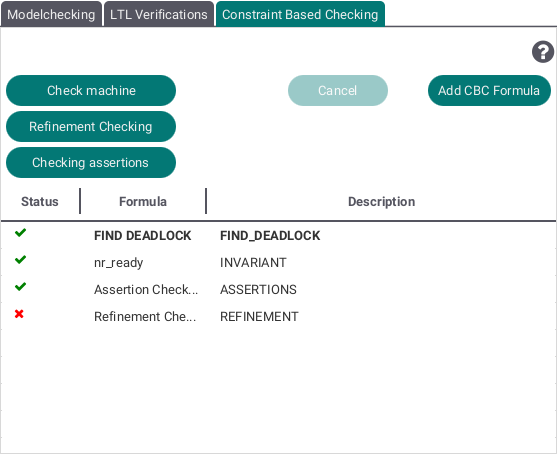 Modelchecking LTL Verifications Constraint Based Checking
?
Check machine Cancel Add CBC Formula
Refinement Checking
Checking assertions
Status Formula Description
FIND DEADLOCK FIND_DEADLOCK
nr_ready INVARIANT
Assertion Check... ASSERTIONS
Refinement Che... REFINEMENT